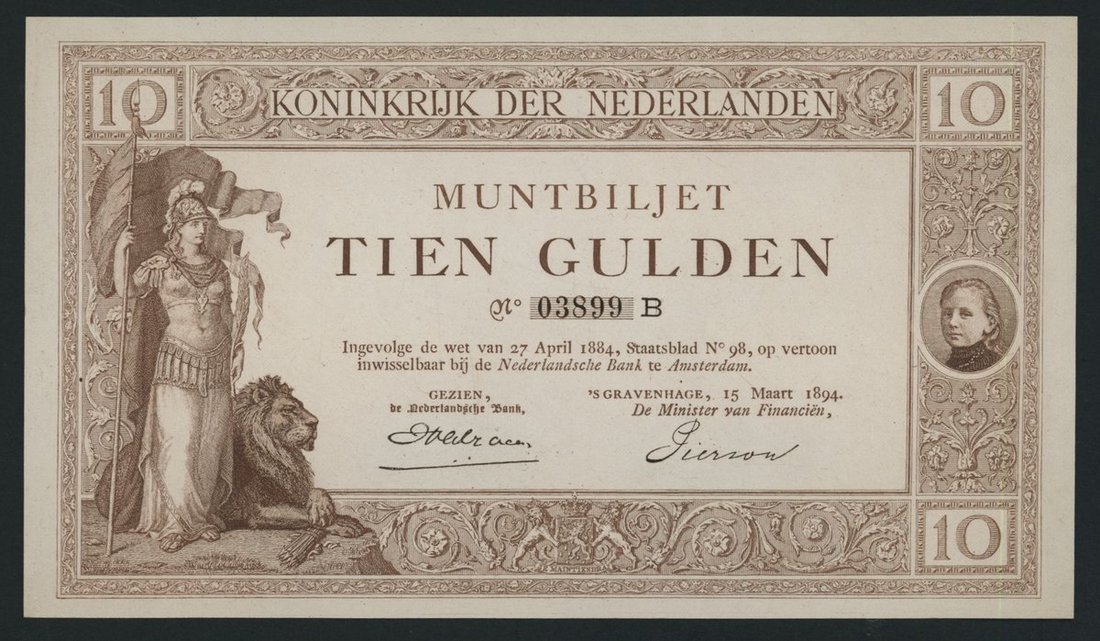 10 KONINKRIJK DER NEDERLANDEN 10
MUNTBILJET
TIEN GULDEN
No 03899 B
Ingevolge de wet van 27 April 1884, Staatsblad No 98, op vertoon
inwisselbaar bij de Nederlandsche Bank te Amsterdam.
GEZIEN,
de Nederlandsche Bank,
'S GRAVENHAGE, 15 Maart 1894.
De Minister van Financiën,
Pierson
10